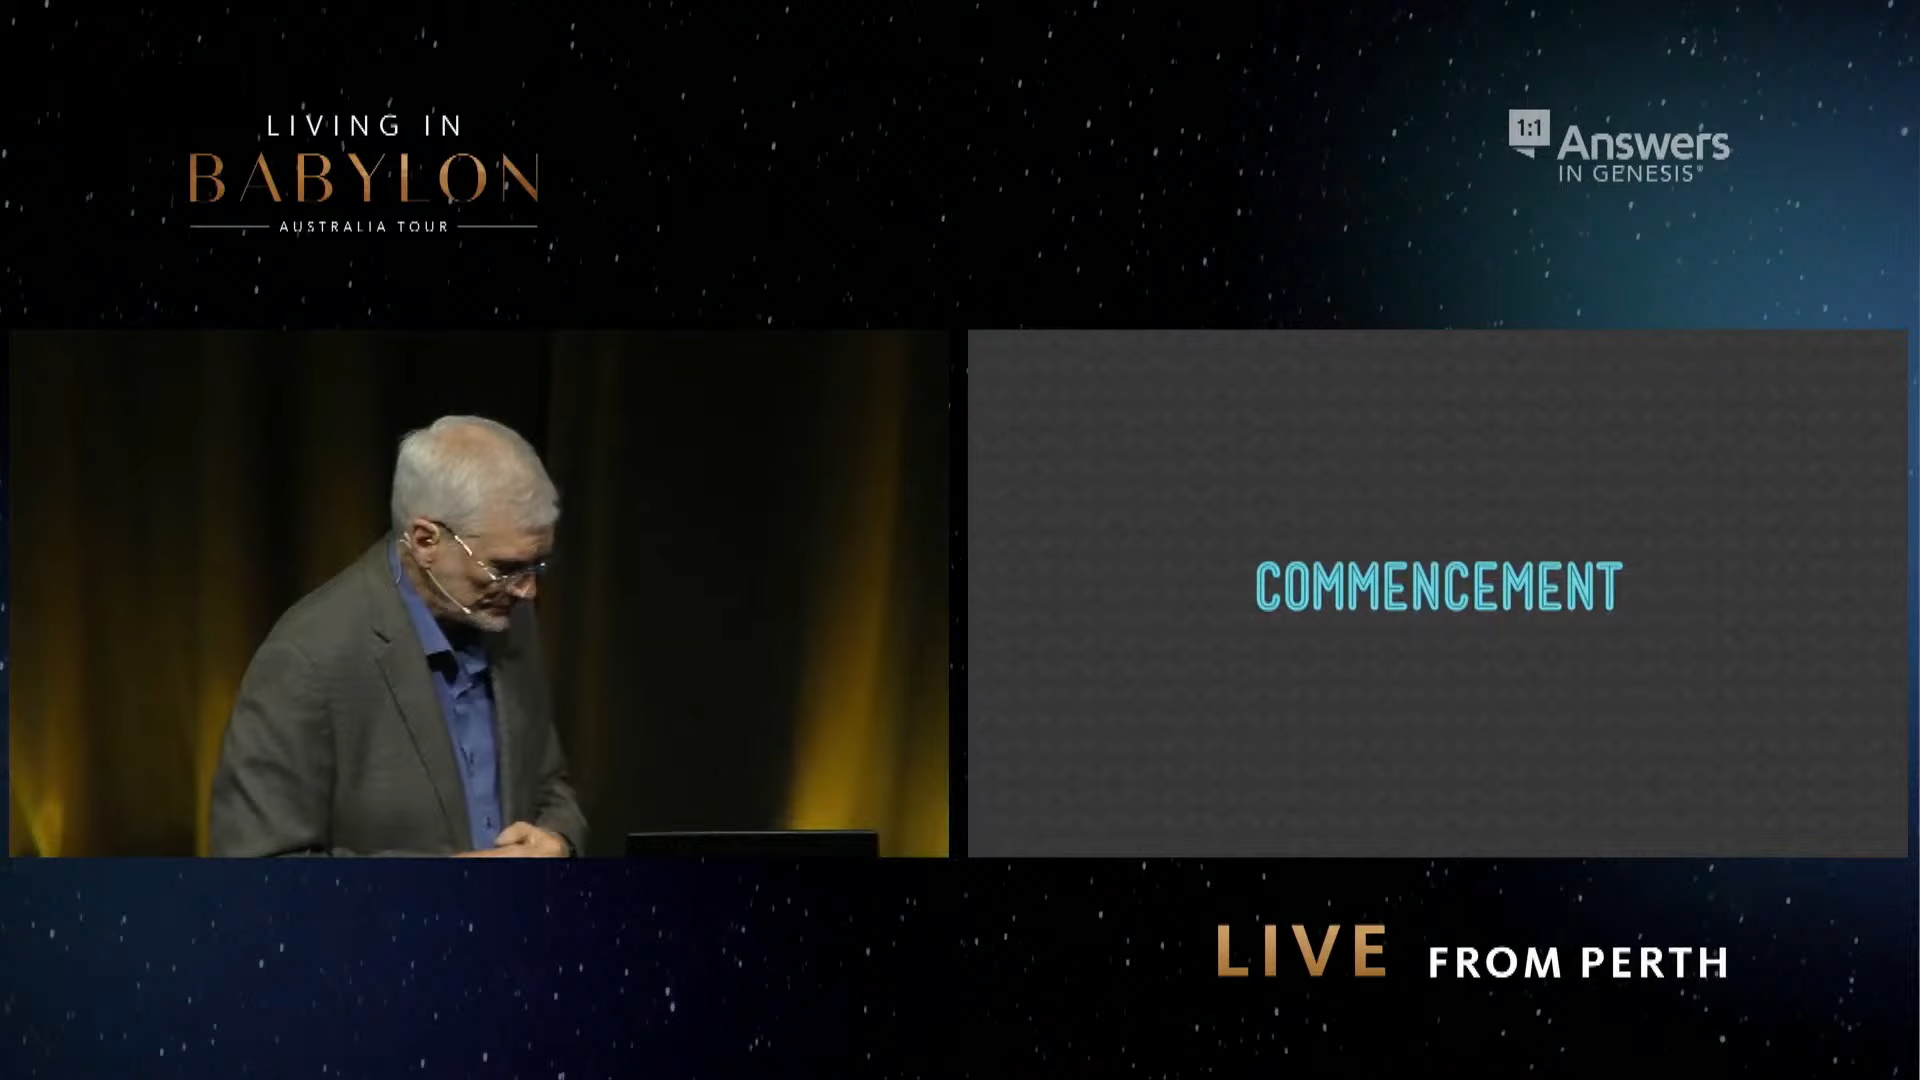 LIVING IN
BABYLON
AUSTRALIA TOUR
1:1
Answers
IN GENESIS®
COMMENCEMENT
LIVE FROM PERTH